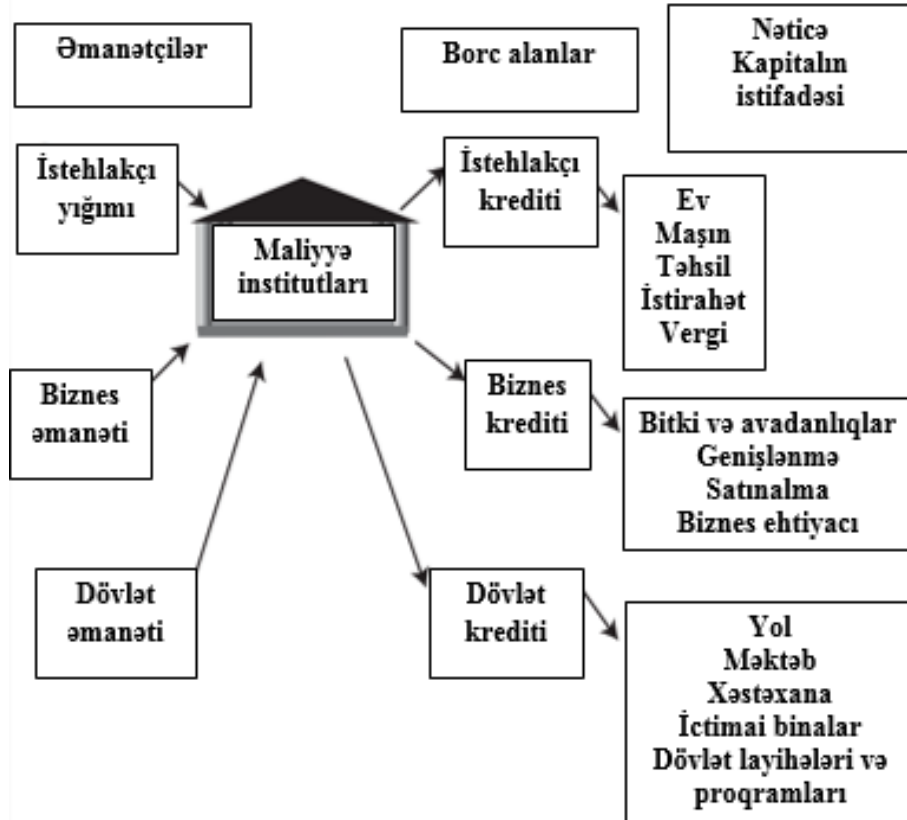 Əmanətçilər
Borc alanlar
Nəticə
Kapitalın
istifadəsi
İstehlakçı
yığımı
Maliyyə
institutları
İstehlakçı
krediti
Ev
Maşın
Təhsil
İstirahət
Vergi
Biznes
əmanəti
Biznes
krediti
Bitki və avadanlıqlar
Genişlənmə
Satınalma
Biznes ehtiyacı
Dövlət
əmanəti
Dövlət
krediti
Yol
Məktəb
Xəstəxana
İctimai binalar
Dövlət layihələri və
proqramları